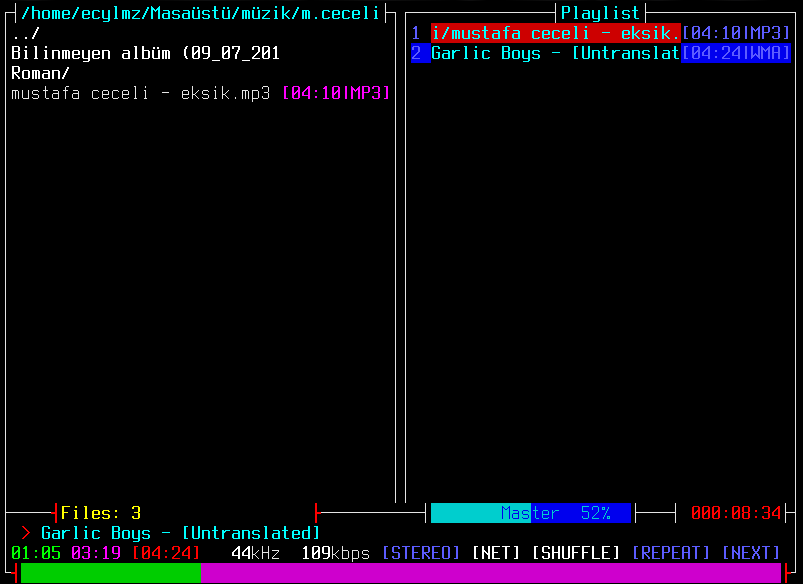 /home/ecylmz/Masaüstü/müzik/m.ceceli
../
Bilinmeyen albüm (09_07_201
Roman/
mustafa ceceli - eksik.mp3 [04:10|MP3]
Playlist
1 i/mustafa ceceli - eksik.[04:10|MP3]
2 Garlic Boys - [Untranslat[04:24|WMA]
Files: 3
Master 52%
000:08:34
> Garlic Boys - [Untranslated]
01:05 03:19 [04:24] 44kHz 109kbps [STEREO] [NET] [SHUFFLE] [REPEAT] [NEXT]